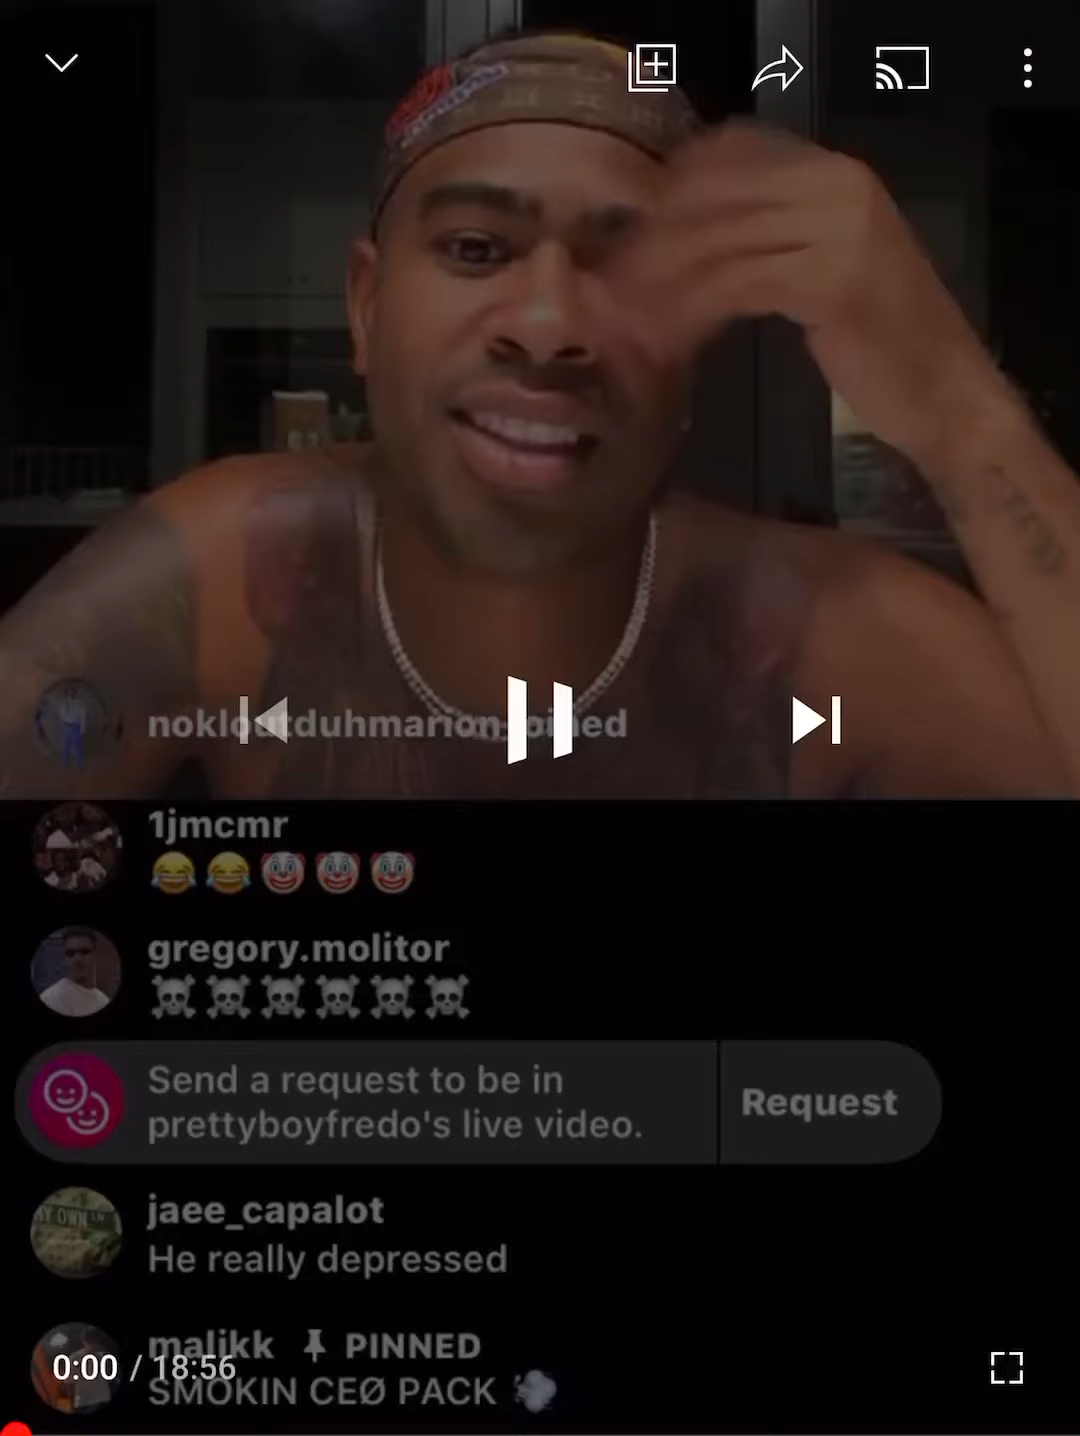 nokloutduhmarion joined
1jmcmr
😂😂🤡🤡🤡
gregory.molitor
☠️☠️☠️☠️☠️☠️
Send a request to be in
prettyboyfredo's live video.
Request
jaee_capalot
He really depressed
malikk PINNED
0:00 / 18:56
SMOKIN CEØ PACK 💨